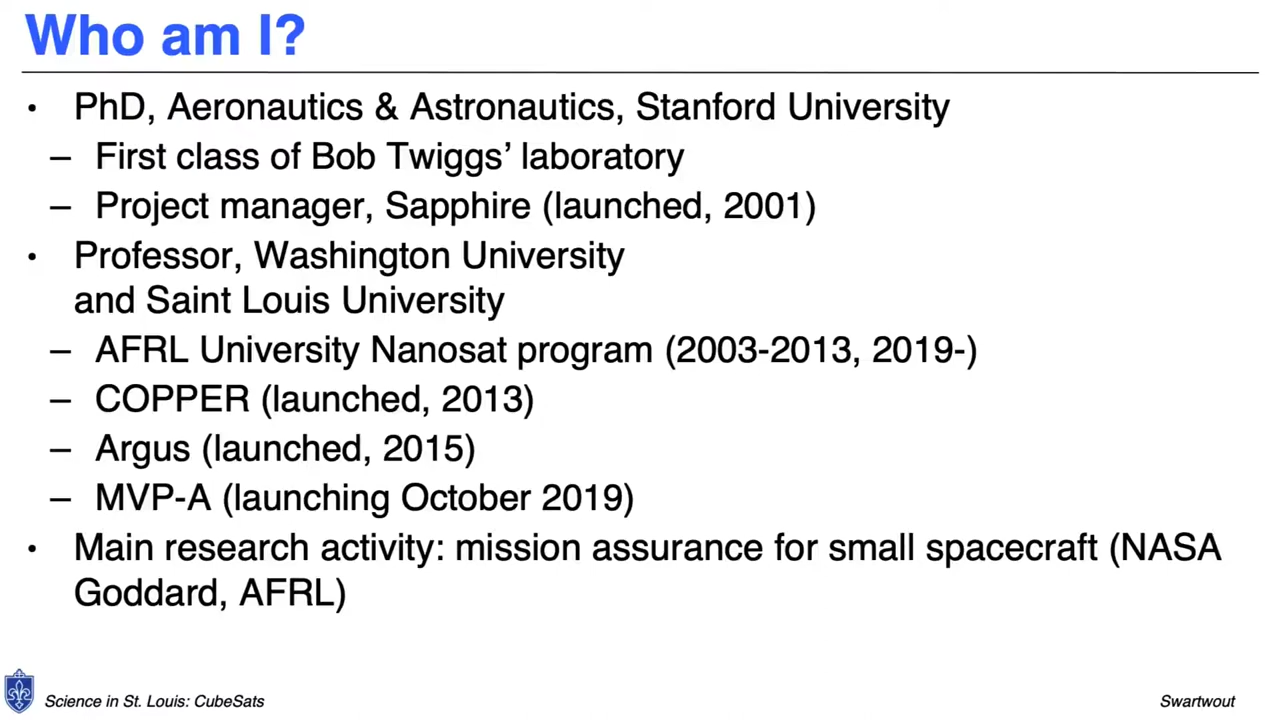 Who am I?
• PhD, Aeronautics & Astronautics, Stanford University
– First class of Bob Twiggs’ laboratory
– Project manager, Sapphire (launched, 2001)
• Professor, Washington University
and Saint Louis University
– AFRL University Nanosat program (2003-2013, 2019-)
– COPPER (launched, 2013)
– Argus (launched, 2015)
– MVP-A (launching October 2019)
• Main research activity: mission assurance for small spacecraft (NASA
Goddard, AFRL)
Science in St. Louis: CubeSats
Swartwout